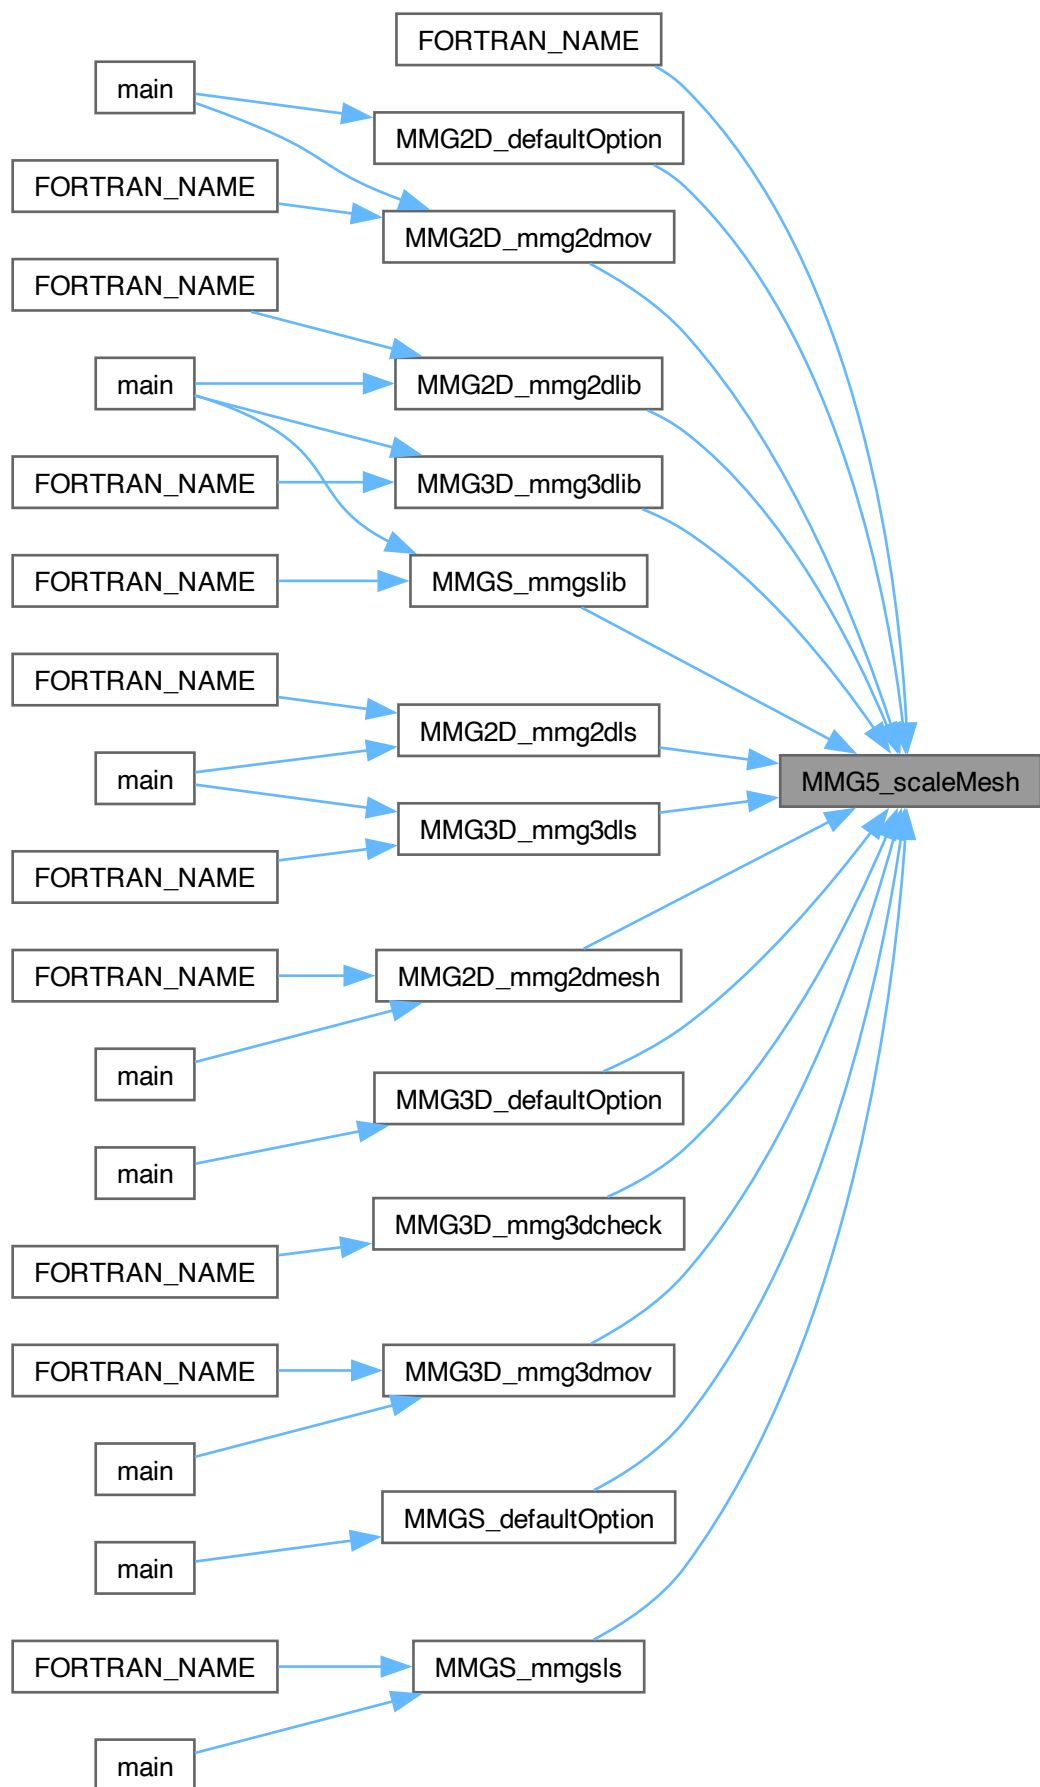 FORTRAN_NAME
main
MMG2D_defaultOption
FORTRAN_NAME
MMG2D_mmg2dmov
FORTRAN_NAME
main
MMG2D_mmg2dlib
FORTRAN_NAME
MMG3D_mmg3dlib
FORTRAN_NAME
MMGS_mmgslib
FORTRAN_NAME
MMG2D_mmg2dls
main
MMG5_scaleMesh
MMG3D_mmg3dls
FORTRAN_NAME
FORTRAN_NAME
MMG2D_mmg2dmesh
main
MMG3D_defaultOption
main
MMG3D_mmg3dcheck
FORTRAN_NAME
FORTRAN_NAME
MMG3D_mmg3dmov
main
MMGS_defaultOption
main
FORTRAN_NAME
MMGS_mmgsls
main